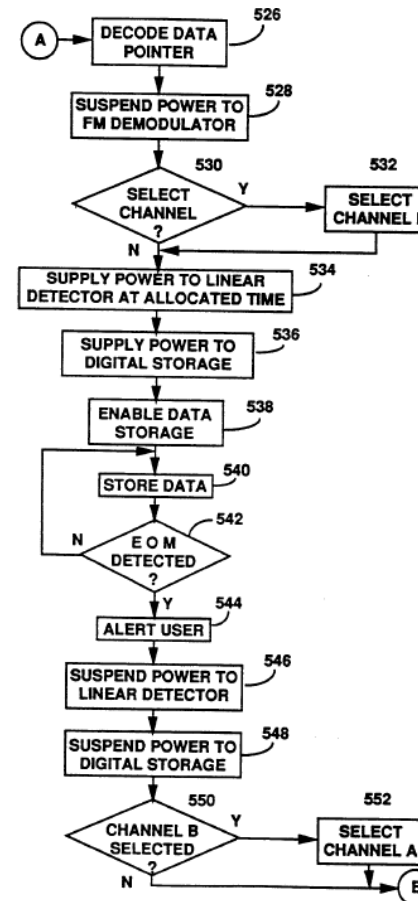 A
DECODE DATA
POINTER
526
SUSPEND POWER TO
FM DEMODULATOR
528
530
SELECT
CHANNEL
?
Y
N
532
SELECT
CHANNEL
SUPPLY POWER TO LINEAR
DETECTOR AT ALLOCATED TIME
534
SUPPLY POWER TO
DIGITAL STORAGE
536
ENABLE DATA
STORAGE
538
STORE DATA
540
542
E O M
DETECTED
?
N
Y
544
ALERT USER
SUSPEND POWER TO
LINEAR DETECTOR
546
SUSPEND POWER TO
DIGITAL STORAGE
548
550
CHANNEL B
SELECTED
?
Y
N
552
SELECT
CHANNEL A